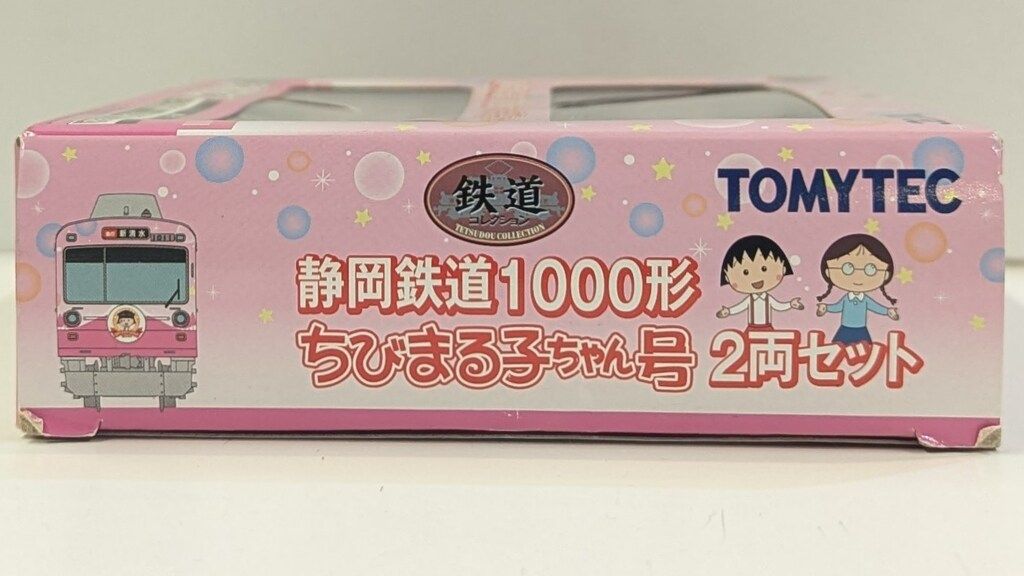 鉄道
コレクション
TETSUDOU COLLECTION
TOMYTEC
静岡鉄道1000形
ちびまる子ちゃん号 2両セット
新清水